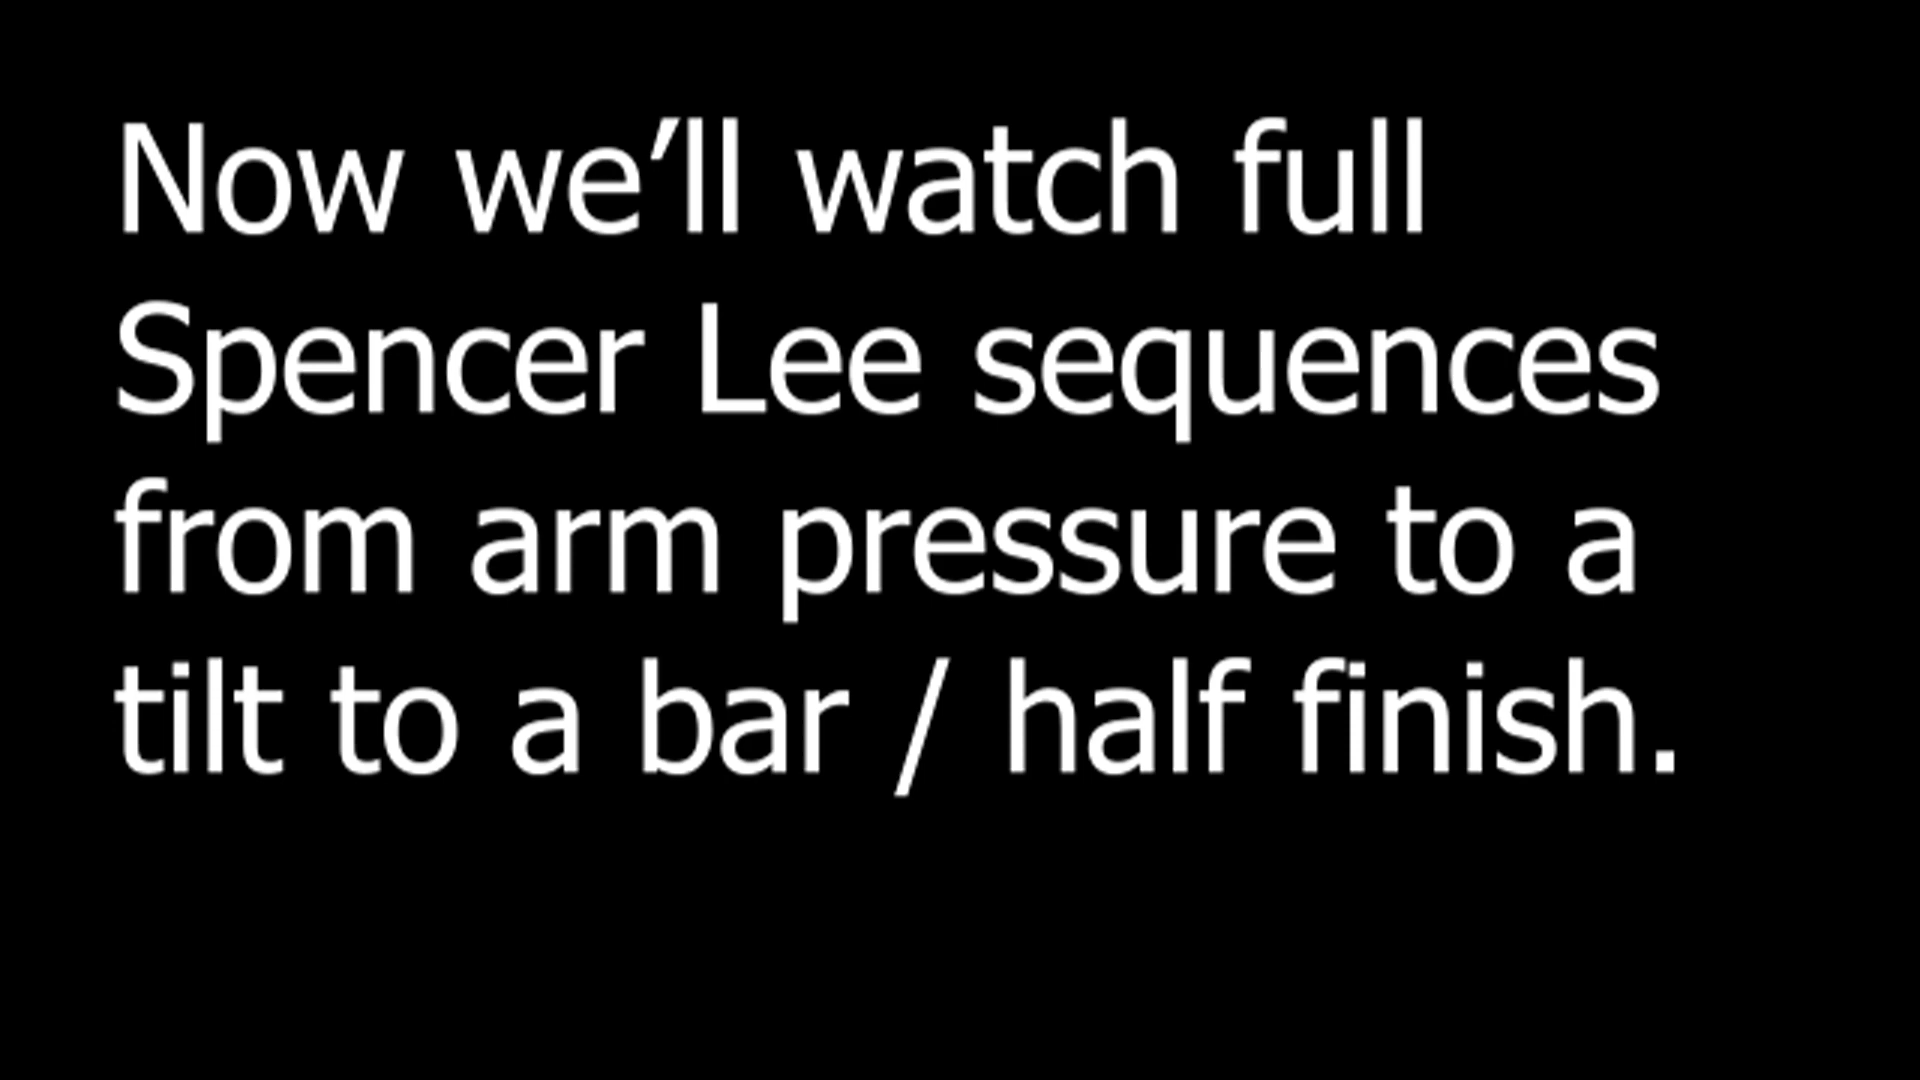 Now we’ll watch full
Spencer Lee sequences
from arm pressure to a
tilt to a bar / half finish.